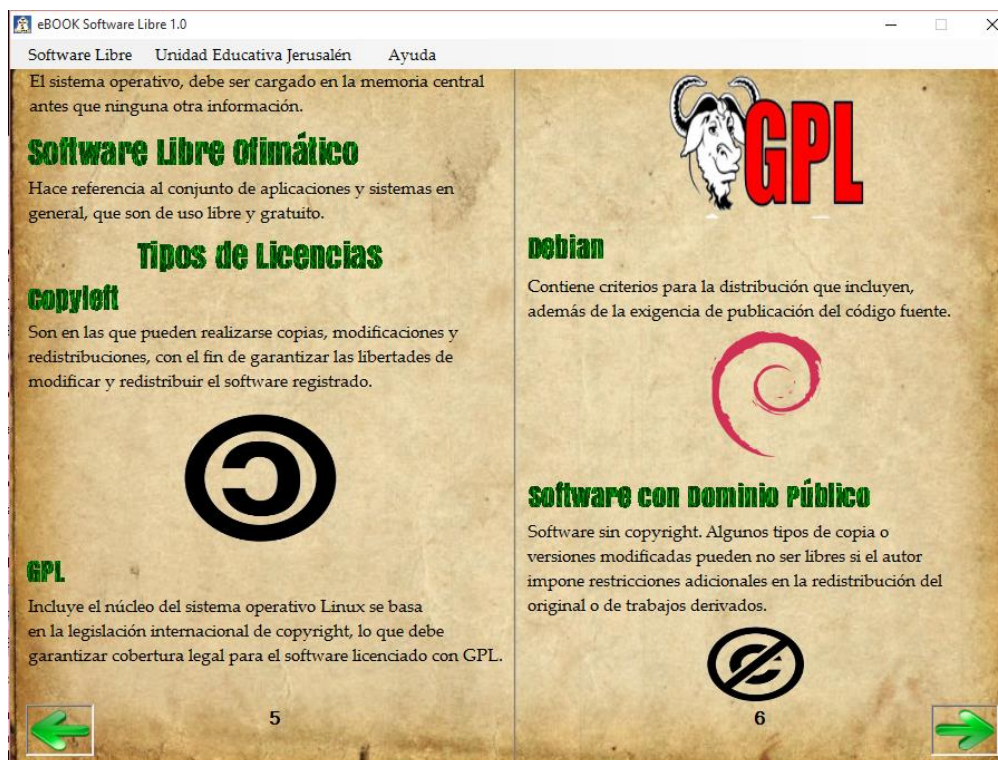 eBOOK Software Libre 1.0
Software Libre Unidad Educativa Jerusalén Ayuda
El sistema operativo, debe ser cargado en la memoria central
antes que ninguna otra información.
Software Libre Ofimático
Hace referencia al conjunto de aplicaciones y sistemas en
general, que son de uso libre y gratuito.
Tipos de Licencias
Copyleft
Son en las que pueden realizarse copias, modificaciones y
redistribuciones, con el fin de garantizar las libertades de
modificar y redistribuir el software registrado.
GPL
Incluye el núcleo del sistema operativo Linux se basa
en la legislación internacional de copyright, lo que debe
garantizar cobertura legal para el software licenciado con GPL.
5
GPL
Debian
Contiene criterios para la distribución que incluyen,
además de la exigencia de publicación del código fuente.
Software con Dominio Público
Software sin copyright. Algunos tipos de copia o
versiones modificadas pueden no ser libres si el autor
impone restricciones adicionales en la redistribución del
original o de trabajos derivados.
6